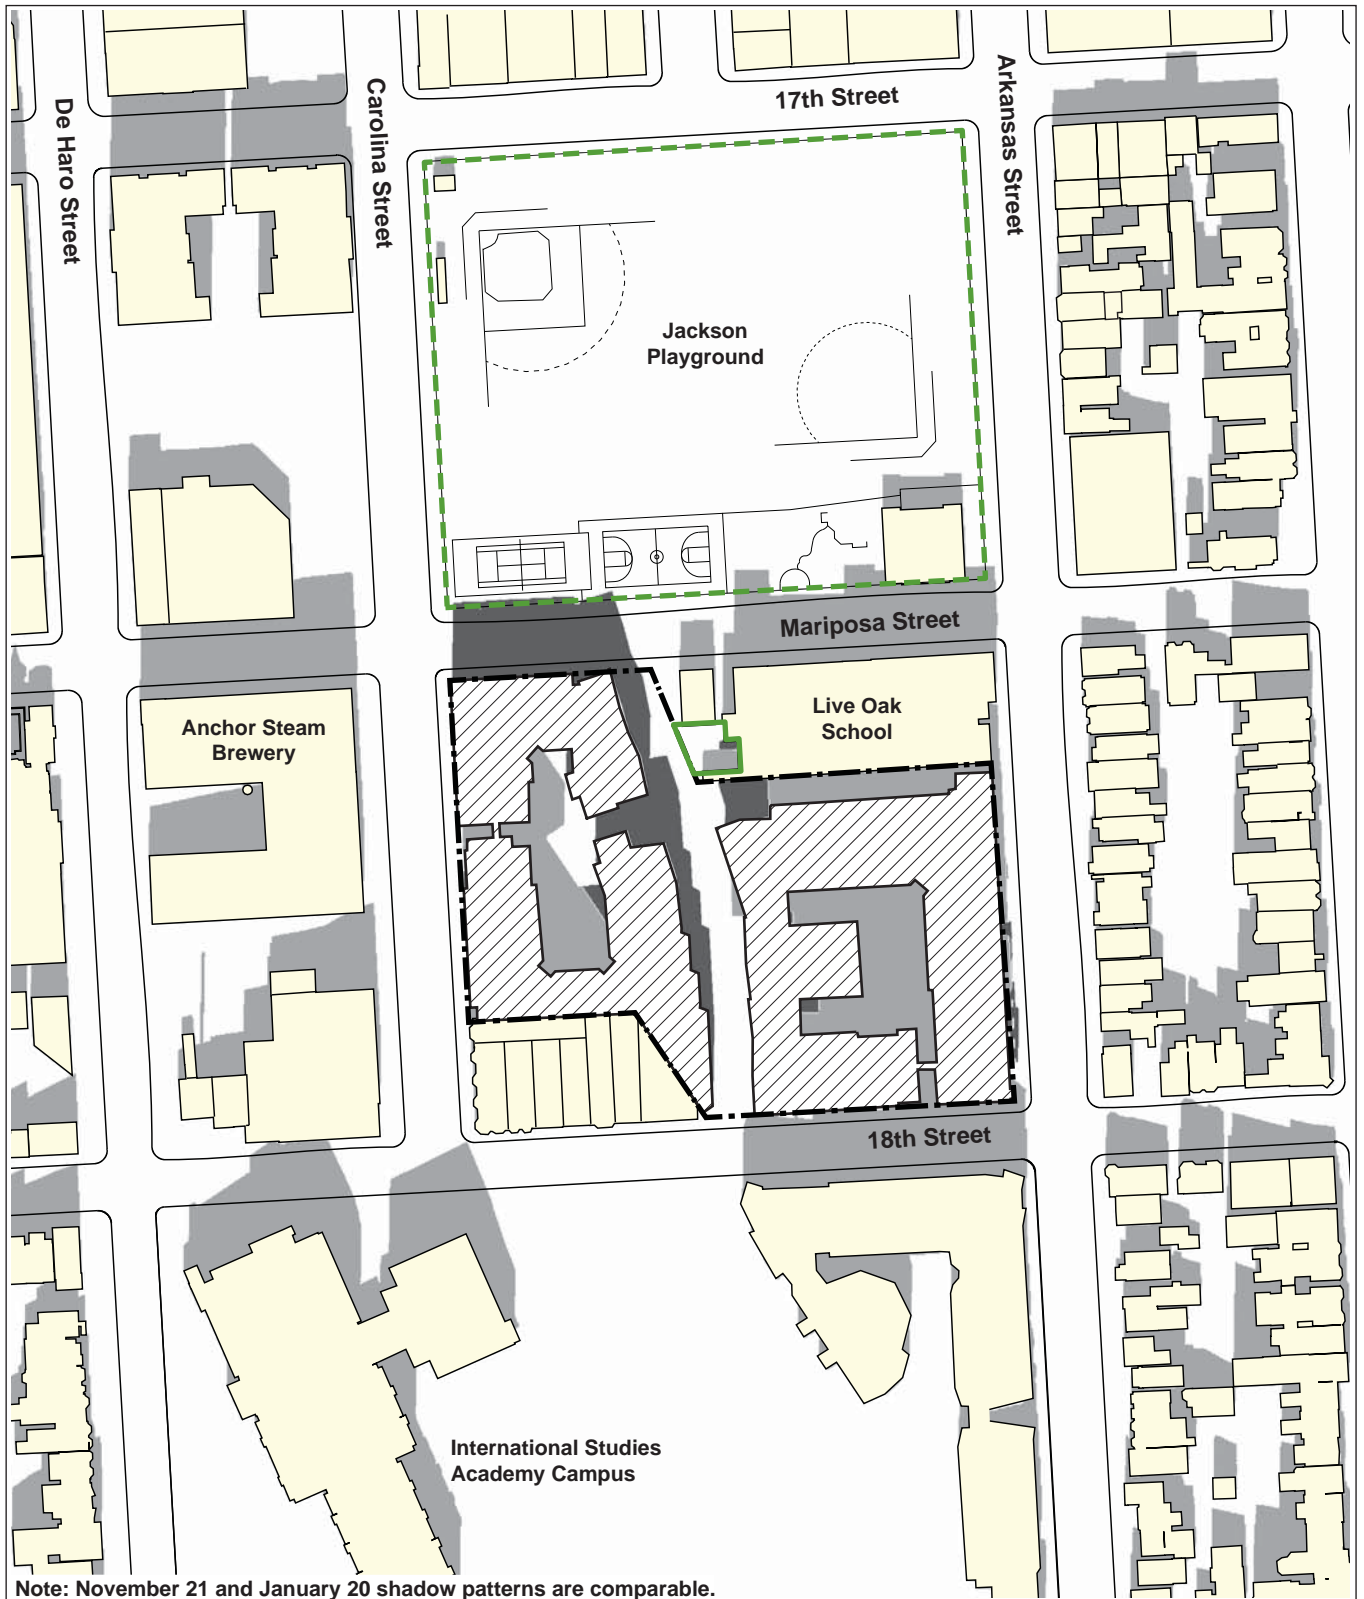 17th Street
De Haro Street
Carolina Street
Arkansas Street
Jackson
Playground
Mariposa Street
Anchor Steam
Brewery
Live Oak
School
18th Street
International Studies
Academy Campus
Note: November 21 and January 20 shadow patterns are comparable.